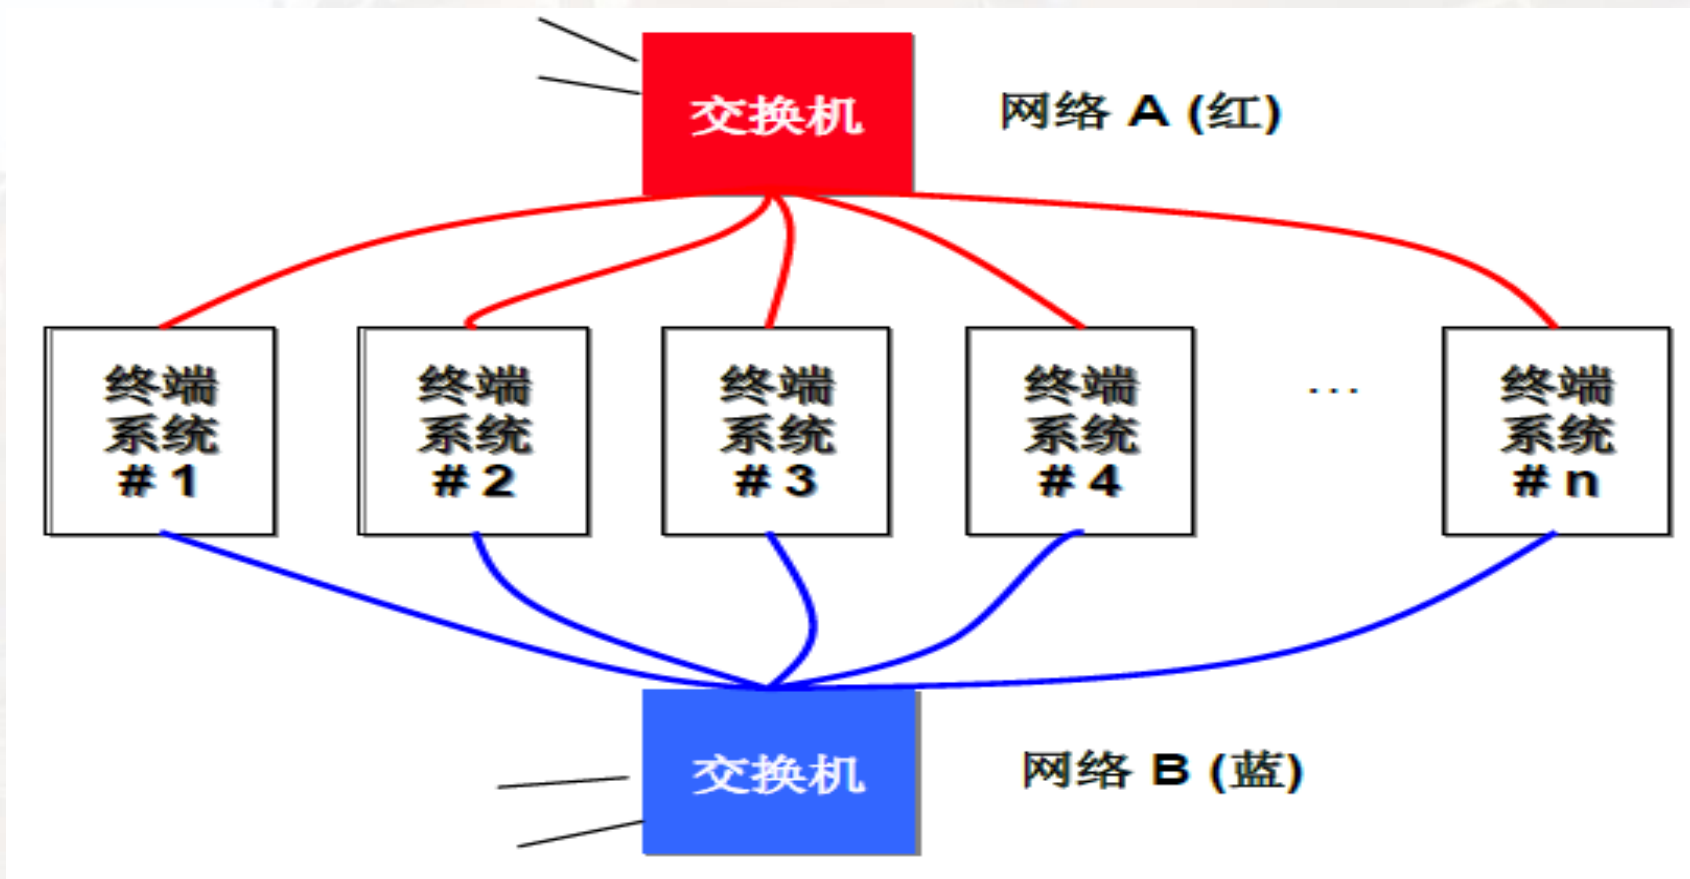 交换机
网络 A (红)
终端
系统
# 1
终端
系统
# 2
终端
系统
# 3
终端
系统
# 4
...
终端
系统
# n
交换机
网络 B (蓝)